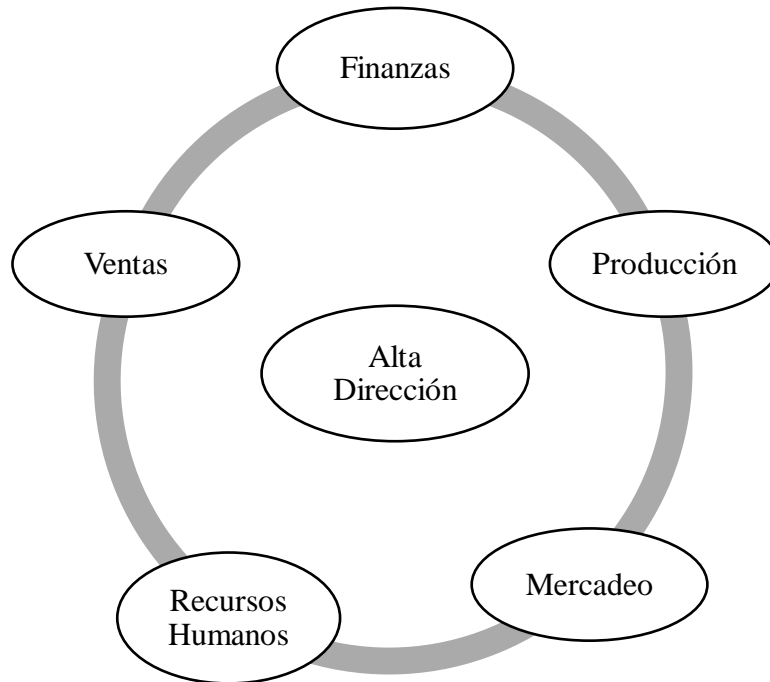 Finanzas
Ventas
Producción
Alta
Dirección
Mercadeo
Recursos
Humanos